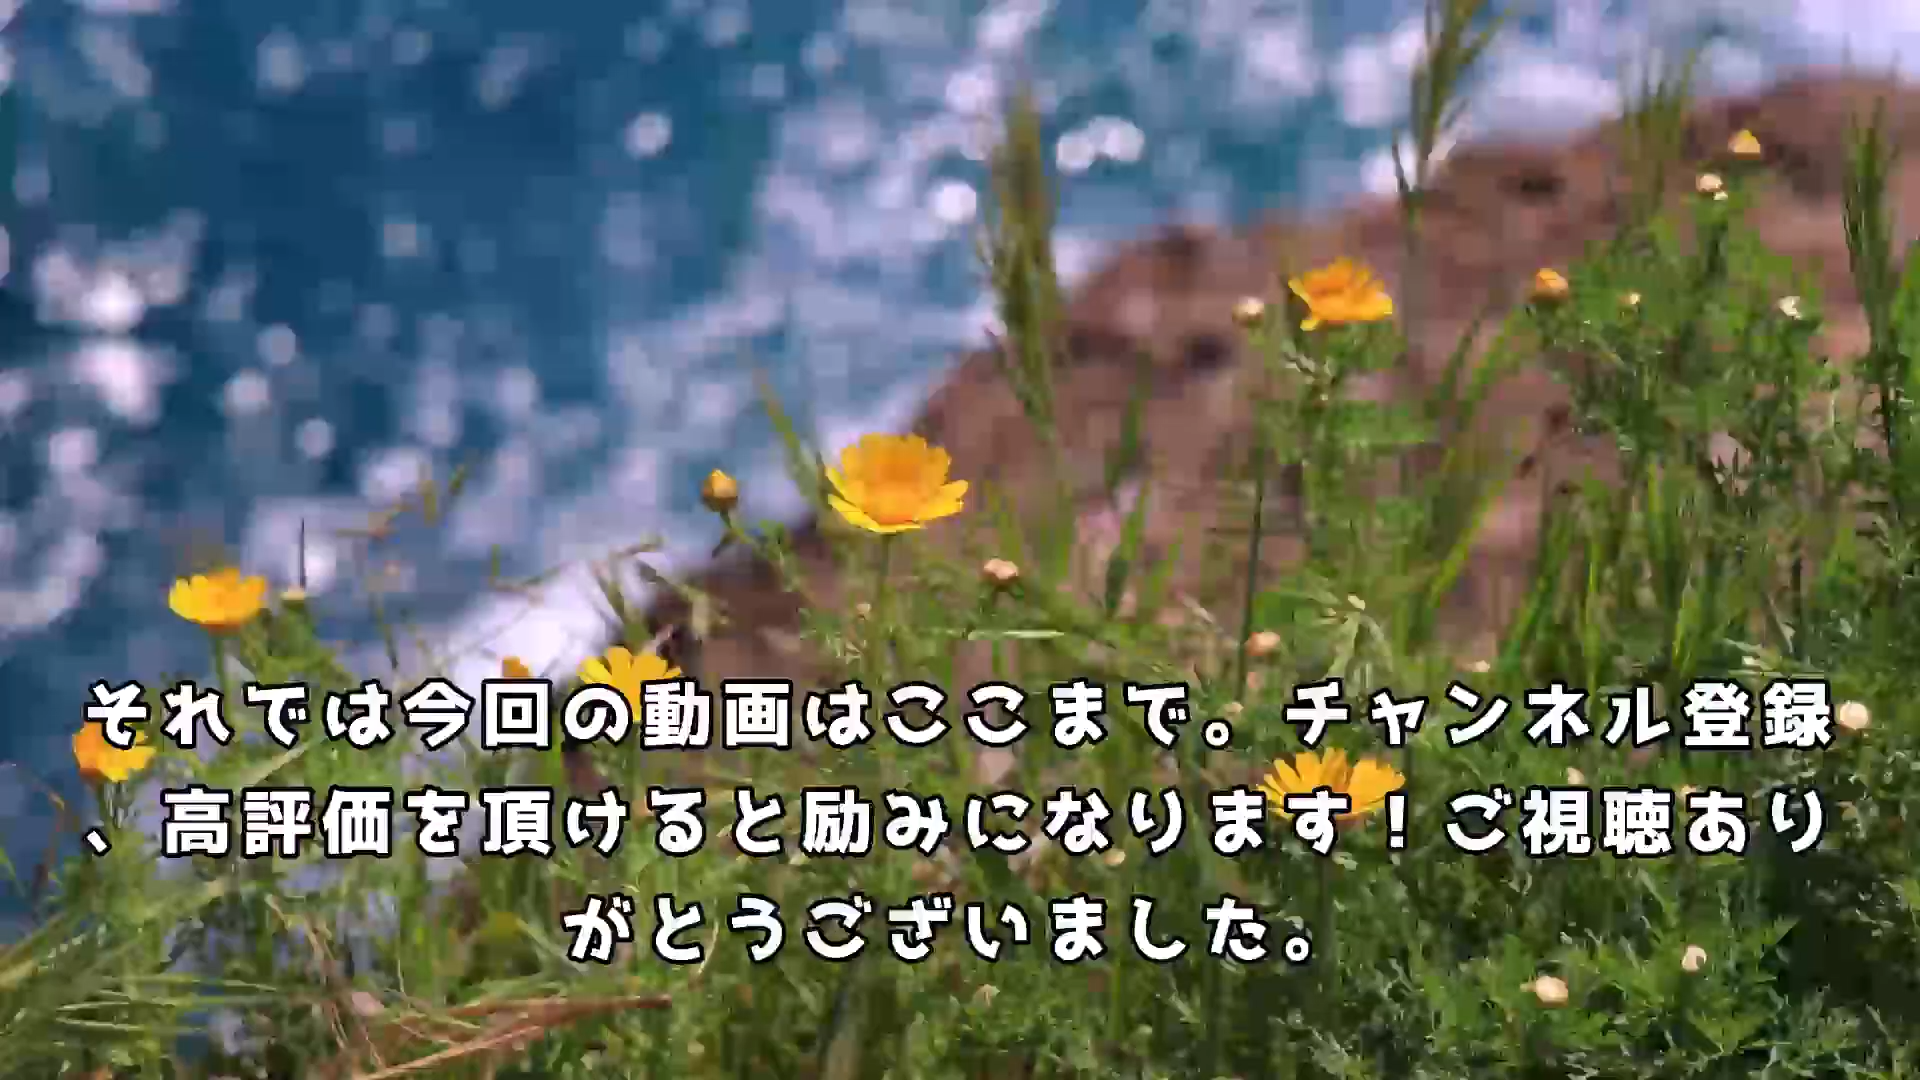 それでは今回の動画はここまで。チャンネル登録
、高評価を頂けると励みになります！ご視聴あり
がとうございました。